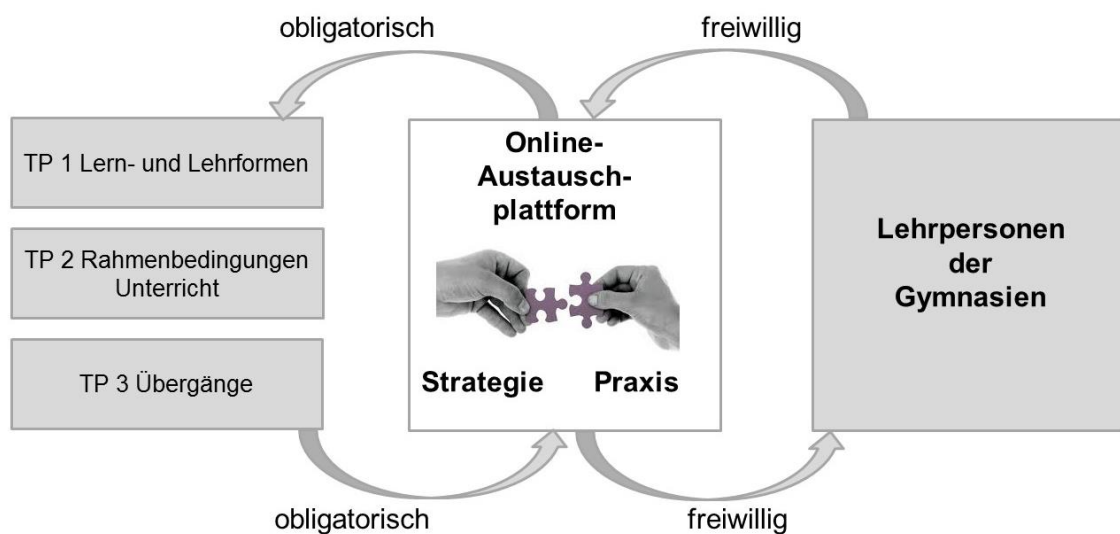 obligatorisch
freiwillig
TP 1 Lern- und Lehrformen
TP 2 Rahmenbedingungen
Unterricht
TP 3 Übergänge
Online-
Austausch-
plattform
Strategie Praxis
Lehrpersonen
der
Gymnasien
obligatorisch
freiwillig